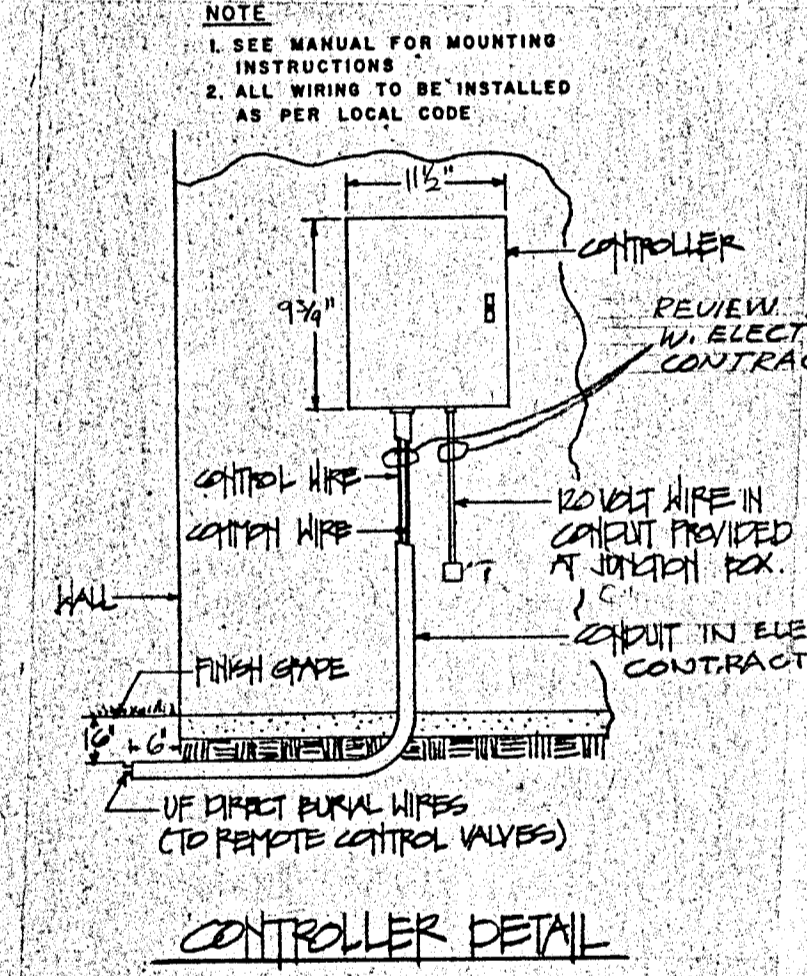 NOTE
1. SEE MANUAL FOR MOUNTING
INSTRUCTIONS
2. ALL WIRING TO BE INSTALLED
AS PER LOCAL CODE
11½"
CONTROLLER
9¾"
REVIEW
W. ELECT
CONTRAC
CONTROL WIRE
COMMON WIRE
120 VOLT WIRE IN
CONDUIT PROVIDED
AT JUNCTION BOX.
WALL
CONDUIT IN ELE
CONTRACT
FINISH GRADE
6"
UF DIRECT BURIAL WIRES
(TO REMOTE CONTROL VALVES)
CONTROLLER DETAIL